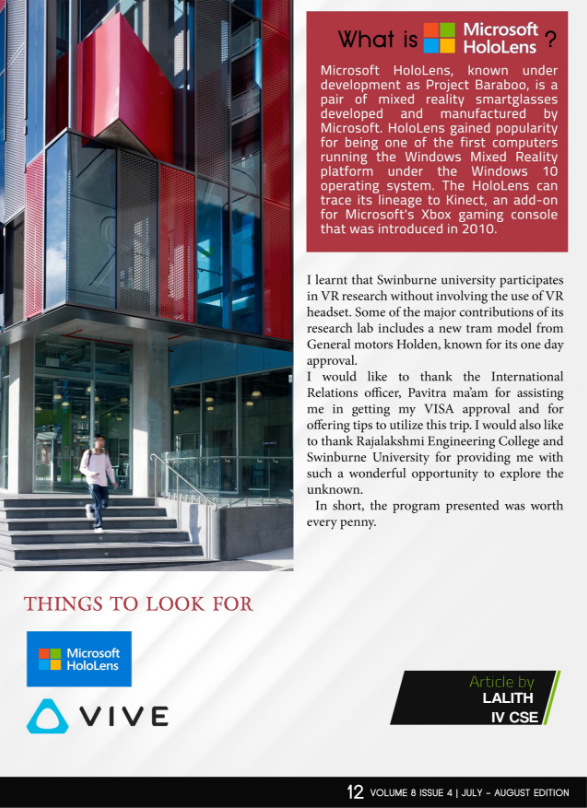 What is Microsoft HoloLens ?
Microsoft HoloLens, known under
development as Project Baraboo, is a
pair of mixed reality smartglasses
developed and manufactured by
Microsoft. HoloLens gained popularity
for being one of the first computers
running the Windows Mixed Reality
platform under the Windows 10
operating system. The HoloLens can
trace its lineage to Kinect, an add-on
for Microsoft's Xbox gaming console
that was introduced in 2010.
I learnt that Swinburne university participates
in VR research without involving the use of VR
headset. Some of the major contributions of its
research lab includes a new tram model from
General motors Holden, known for its one day
approval.
I would like to thank the International
Relations officer, Pavitra ma'am for assisting
me in getting my VISA approval and for
offering tips to utilize this trip. I would also like
to thank Rajalakshmi Engineering College and
Swinburne University for providing me with
such a wonderful opportunity to explore the
unknown.
In short, the program presented was worth
every penny.
THINGS TO LOOK FOR
Microsoft
HoloLens
VIVE
Article by
LALITH
IV CSE
12 VOLUME 8 ISSUE 4 | JULY - AUGUST EDITION